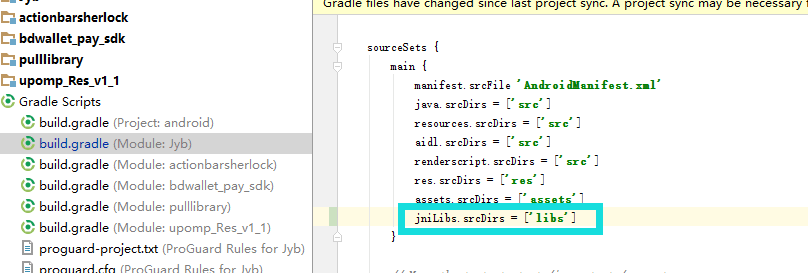 Gradle files have changed since last project sync. A project sync may be necessary
actionbarsherlock
bdwallet_pay_sdk
pulllibrary
upomp_Res_v1_1
Gradle Scripts
build.gradle (Project: android)
build.gradle (Module: Jyb)
build.gradle (Module: actionbarsherlock)
build.gradle (Module: bdwallet_pay_sdk)
build.gradle (Module: pulllibrary)
build.gradle (Module: upomp_Res_v1_1)
proguard-project.txt (ProGuard Rules for Jyb)
proguard.cfg (ProGuard Rules for Jyb)
sourceSets {
main {
manifest.srcFile 'AndroidManifest.xml'
java.srcDirs = ['src']
resources.srcDirs = ['src']
aidl.srcDirs = ['src']
renderscript.srcDirs = ['src']
res.srcDirs = ['res']
assets.srcDirs = ['assets']
jniLibs.srcDirs = ['libs']
}